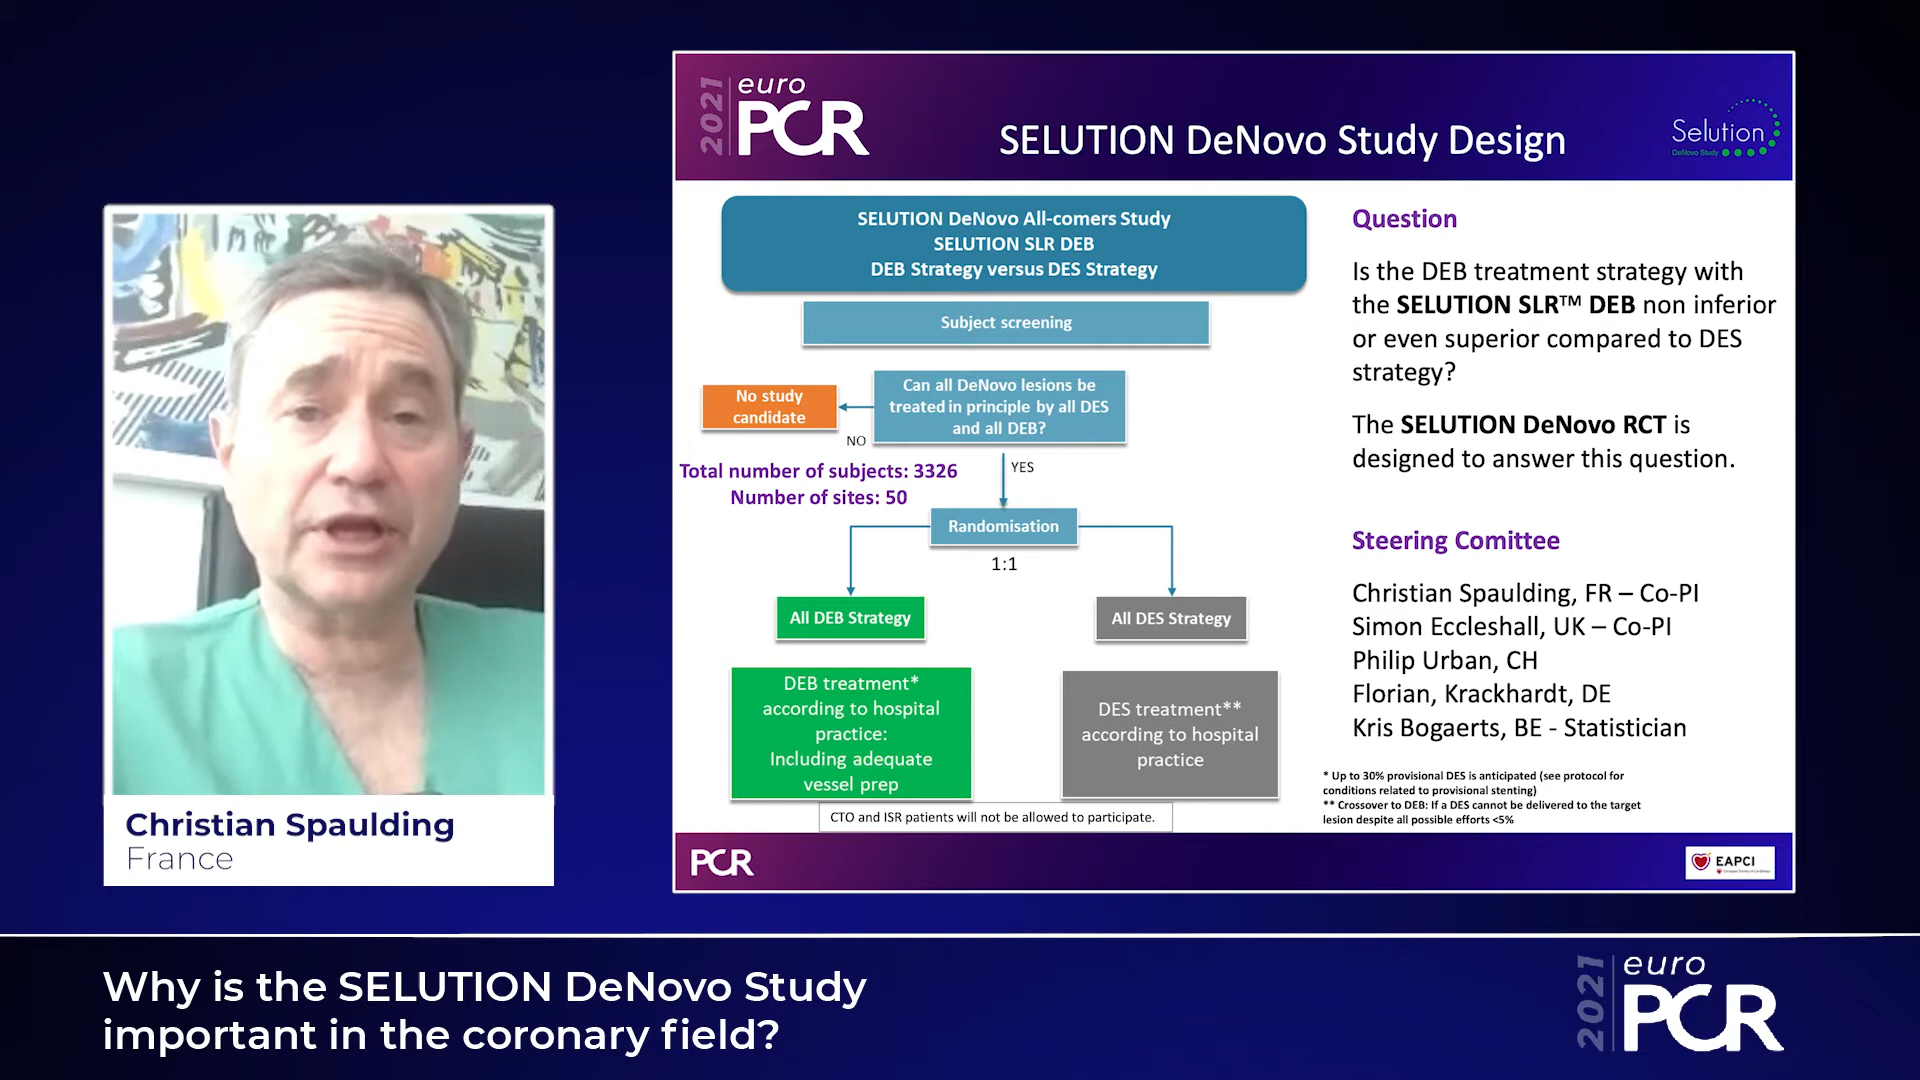 2021
euro
PCR
SELUTION DeNovo Study Design
Selution
DeNovo Study
SELUTION DeNovo All-comers Study
SELUTION SLR DEB
DEB Strategy versus DES Strategy
Subject screening
Can all DeNovo lesions be
treated in principle by all DES
and all DEB?
No study
candidate
NO
YES
Total number of subjects: 3326
Number of sites: 50
Randomisation
1:1
All DEB Strategy
All DES Strategy
DEB treatment*
according to hospital
practice:
Including adequate
vessel prep
DES treatment**
according to hospital
practice
CTO and ISR patients will not be allowed to participate.
Question
Is the DEB treatment strategy with
the SELUTION SLR™ DEB non inferior
or even superior compared to DES
strategy?
The SELUTION DeNovo RCT is
designed to answer this question.
Steering Comittee
Christian Spaulding, FR – Co-PI
Simon Eccleshall, UK – Co-PI
Philip Urban, CH
Florian, Krackhardt, DE
Kris Bogaerts, BE - Statistician
* Up to 30% provisional DES is anticipated (see protocol for
conditions related to provisional stenting)
** Crossover to DEB: If a DES cannot be delivered to the target
lesion despite all possible efforts <5%
PCR
EAPCI
Christian Spaulding
France
Why is the SELUTION DeNovo Study
important in the coronary field?
2021
euro
PCR